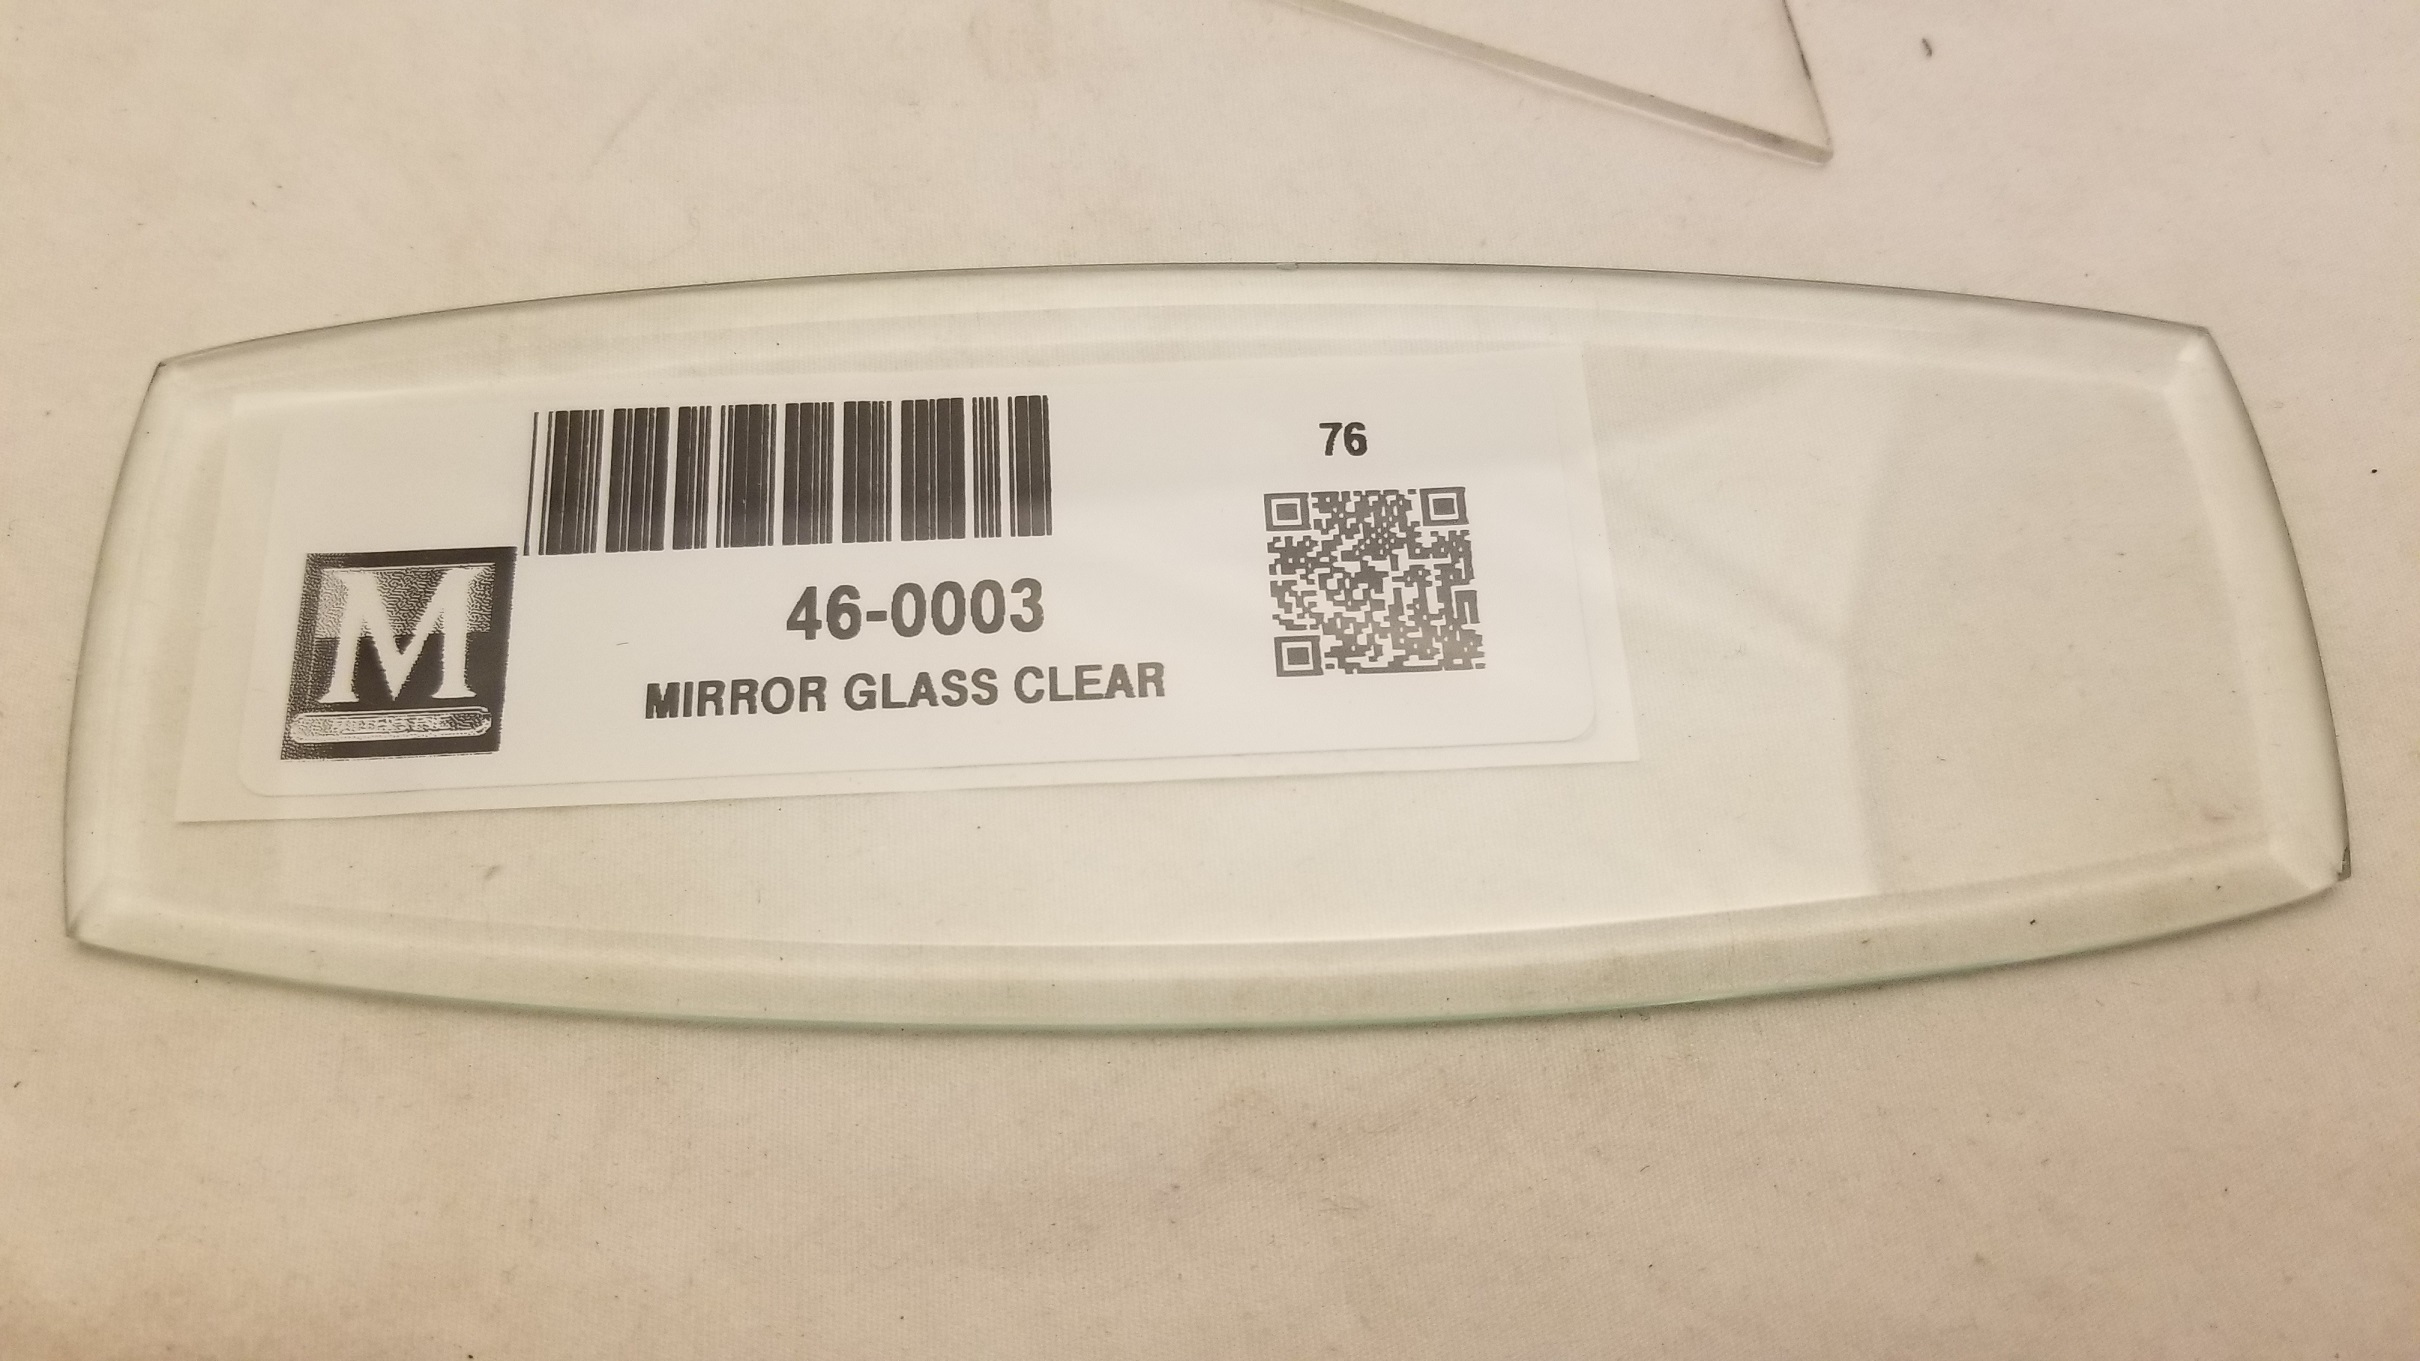 76
M
46-0003
MIRROR GLASS CLEAR